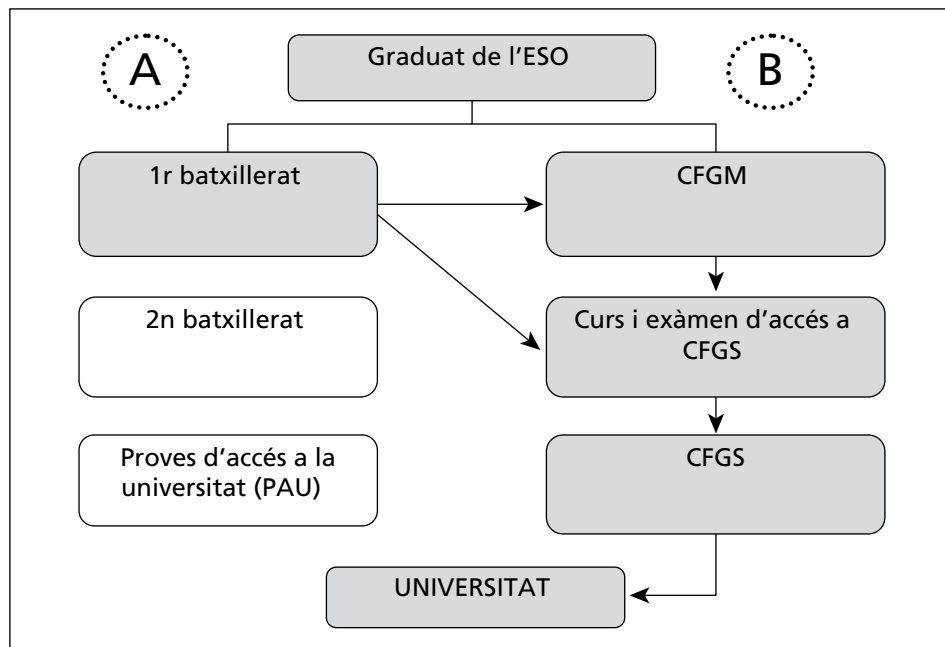 A
Graduat de l’ESO
B
1r batxillerat
CFGM
2n batxillerat
Curs i exàmen d’accés a
CFGS
Proves d’accés a la
universitat (PAU)
CFGS
UNIVERSITAT